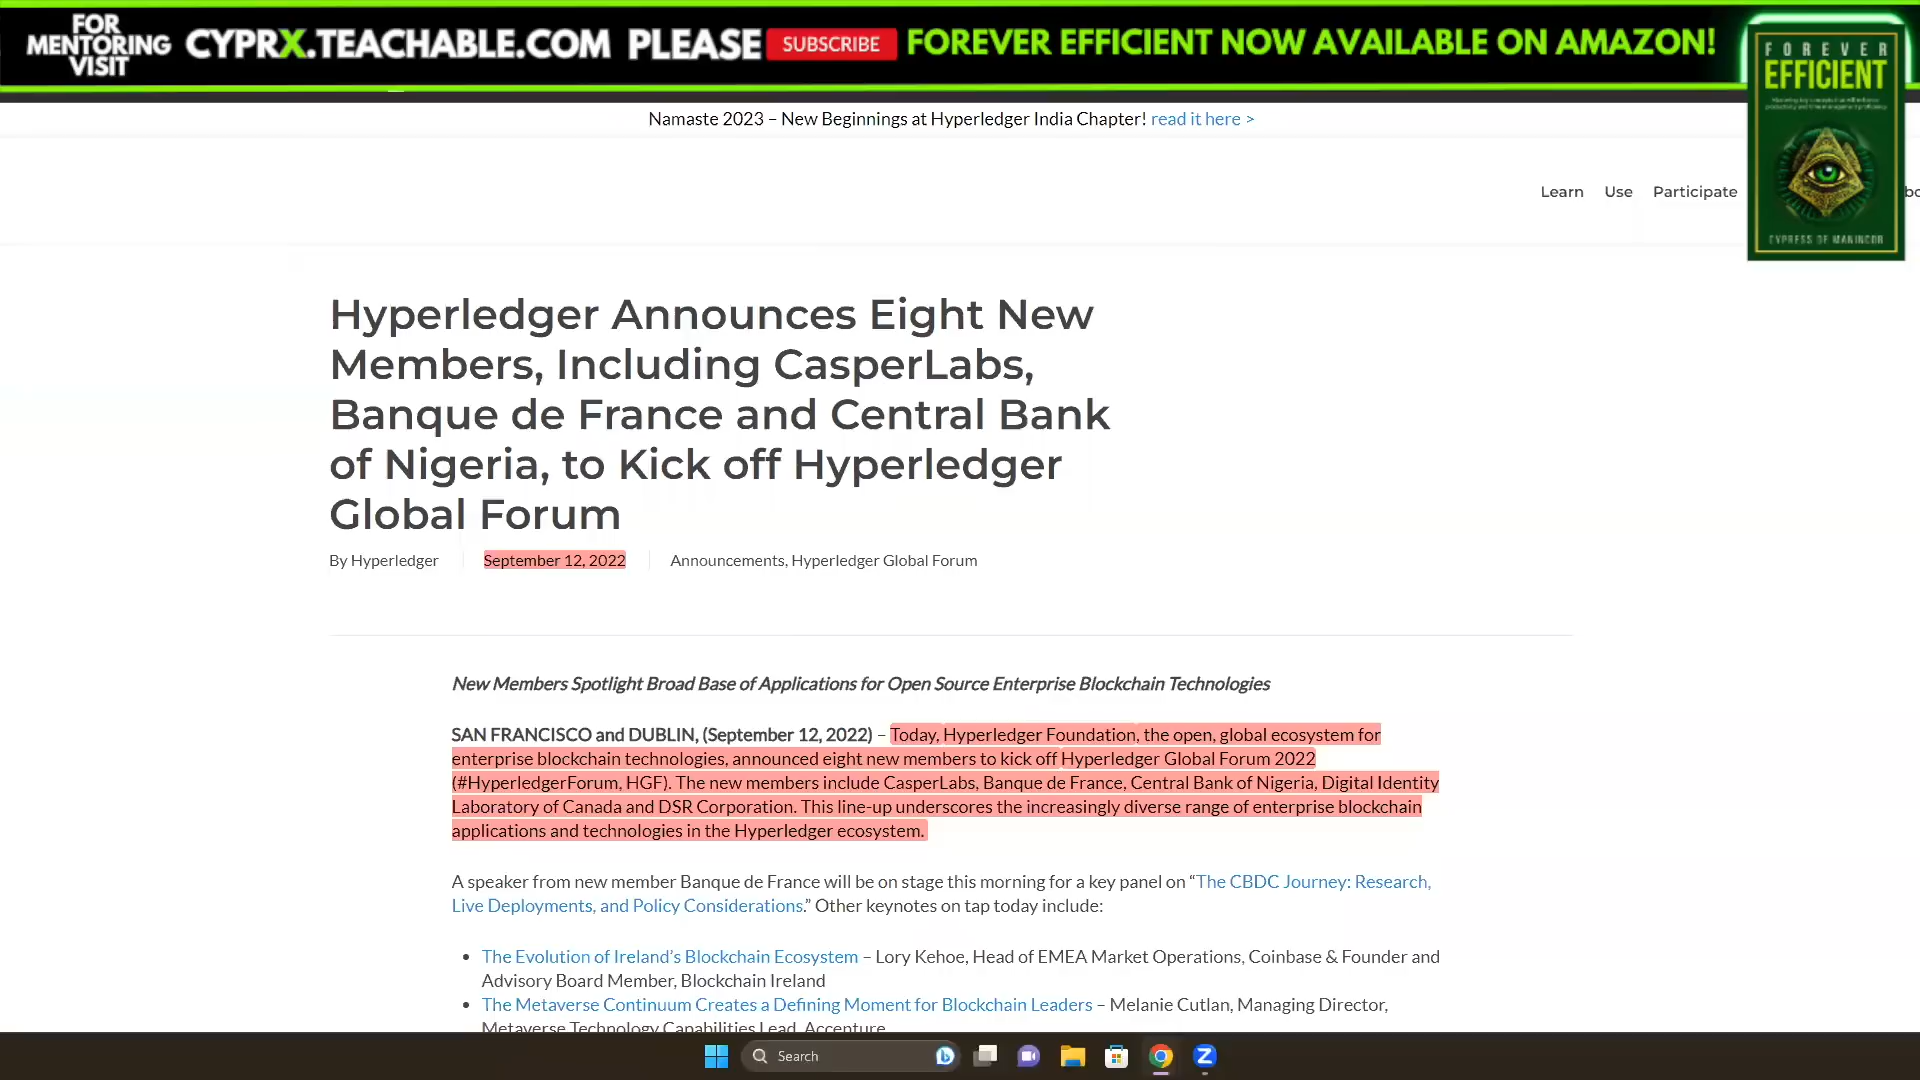 FOR
MENTORING
VISIT
CYPRX.TEACHABLE.COM PLEASE SUBSCRIBE FOREVER EFFICIENT NOW AVAILABLE ON AMAZON!
FOREVER
EFFICIENT
CYPRESS DE MANINCOR
Namaste 2023 – New Beginnings at Hyperledger India Chapter! read it here >
Learn Use Participate
Hyperledger Announces Eight New
Members, Including CasperLabs,
Banque de France and Central Bank
of Nigeria, to Kick off Hyperledger
Global Forum
By Hyperledger September 12, 2022 Announcements, Hyperledger Global Forum
New Members Spotlight Broad Base of Applications for Open Source Enterprise Blockchain Technologies
SAN FRANCISCO and DUBLIN, (September 12, 2022) – Today, Hyperledger Foundation, the open, global ecosystem for
enterprise blockchain technologies, announced eight new members to kick off Hyperledger Global Forum 2022
(#HyperledgerForum, HGF). The new members include CasperLabs, Banque de France, Central Bank of Nigeria, Digital Identity
Laboratory of Canada and DSR Corporation. This line-up underscores the increasingly diverse range of enterprise blockchain
applications and technologies in the Hyperledger ecosystem.
A speaker from new member Banque de France will be on stage this morning for a key panel on “The CBDC Journey: Research,
Live Deployments, and Policy Considerations.” Other keynotes on tap today include:
• The Evolution of Ireland’s Blockchain Ecosystem – Lory Kehoe, Head of EMEA Market Operations, Coinbase & Founder and
Advisory Board Member, Blockchain Ireland
• The Metaverse Continuum Creates a Defining Moment for Blockchain Leaders – Melanie Cutlan, Managing Director,
Metaverse Technology Capabilities Lead, Accenture
Search